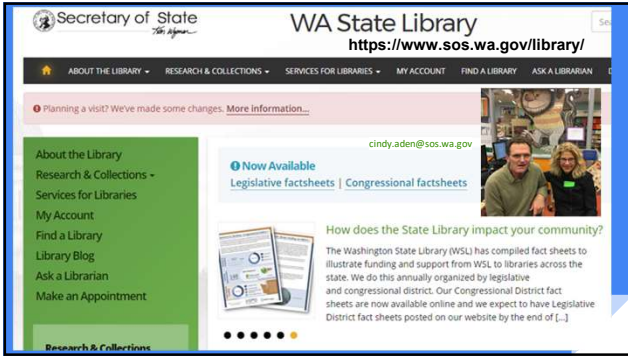 Secretary of State
Kim Wyman
WA State Library
Sea
https://www.sos.wa.gov/library/
ABOUT THE LIBRARY
RESEARCH & COLLECTIONS
SERVICES FOR LIBRARIES
MY ACCOUNT
FIND A LIBRARY
ASK A LIBRARIAN
D
Planning a visit? We've made some changes. More information...
cindy.aden@sos.wa.gov
About the Library
Research & Collections
Services for Libraries
My Account
Find a Library
Library Blog
Ask a Librarian
Make an Appointment
Research & Collections
Now Available
Legislative factsheets | Congressional factsheets
How does the State Library impact your community?
The Washington State Library (WSL) has compiled fact sheets to
illustrate funding and support from WSL to libraries across the
state. We do this annually organized by legislative
and congressional district. Our Congressional District fact
sheets are now available online and we expect to have Legislative
District fact sheets posted on our website by the end of [...]